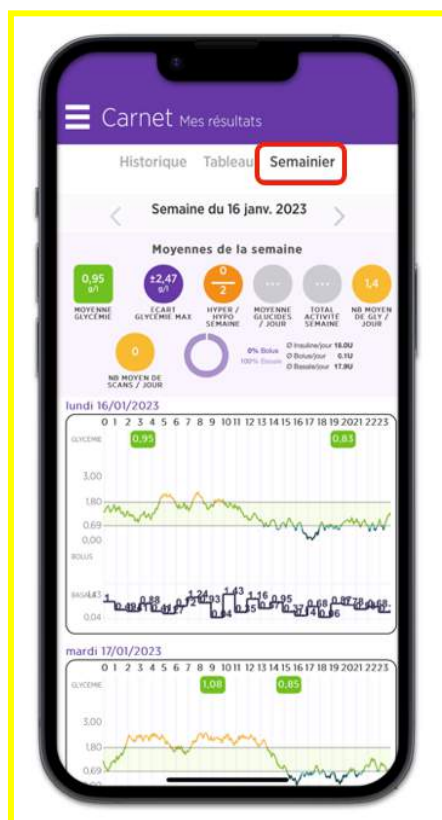 Carnet Mes résultats
Historique Tableau Semainier
Semaine du 16 janv. 2023
Moyennes de la semaine
0,95 g/l
±2,47 g/l
0
2
...
...
1,4
MOYENNE GLYCÉMIE
ECART GLYCÉMIE MAX
HYPER / HYPO SEMAINE
MOYENNE GLUCIDES / JOUR
TOTAL ACTIVITÉ SEMAINE
NB MOYEN DE GLY / JOUR
0
NB MOYEN DE SCANS / JOUR
0% Bolus
100% Basale
Ø Insuline/jour 18.0U
Ø Bolus/jour 0.1U
Ø Basale/jour 17.9U
lundi 16/01/2023
0 1 2 3 4 5 6 7 8 9 10 11 12 13 14 15 16 17 18 19 20 21 22 23
GLYCÉMIE 0,95 0,83
3,00
1,80
0,69
0,00
BOLUS
BASALE
0,04
mardi 17/01/2023
0 1 2 3 4 5 6 7 8 9 10 11 12 13 14 15 16 17 18 19 20 21 22 23
GLYCÉMIE 1,08 0,85
3,00
1,80
0,69